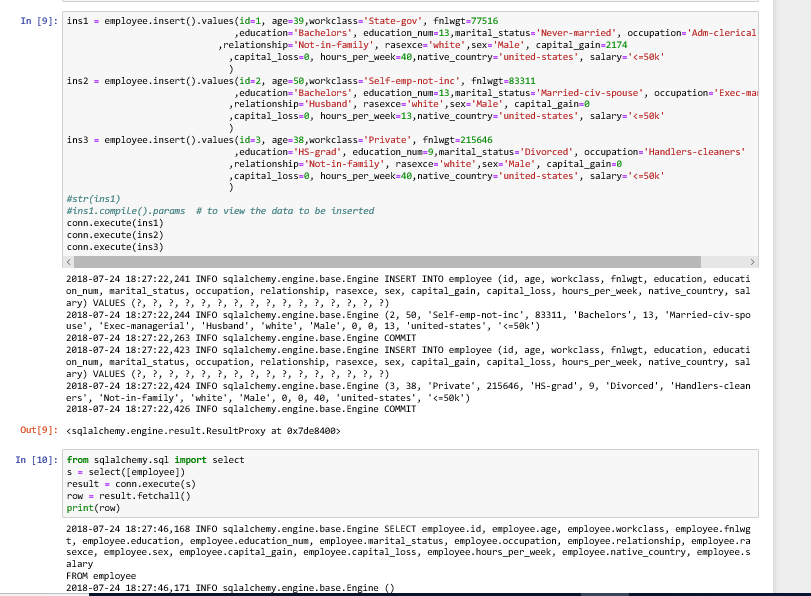 In [9]: ins1 = employee.insert().values(id=1, age=39,workclass='State-gov', fnlwgt=77516
,education='Bachelors', education_num=13,marital_status='Never-married', occupation='Adm-clerical
,relationship='Not-in-family', rasexce='white',sex='Male', capital_gain=2174
,capital_loss=0, hours_per_week=40,native_country='united-states', salary='<=50k'
)
ins2 = employee.insert().values(id=2, age=50,workclass='Self-emp-not-inc', fnlwgt=83311
,education='Bachelors', education_num=13,marital_status='Married-civ-spouse', occupation='Exec-ma
,relationship='Husband', rasexce='white',sex='Male', capital_gain=0
,capital_loss=0, hours_per_week=13,native_country='united-states', salary='<=50k'
)
ins3 = employee.insert().values(id=3, age=38,workclass='Private', fnlwgt=215646
,education='HS-grad', education_num=9,marital_status='Divorced', occupation='Handlers-cleaners'
,relationship='Not-in-family', rasexce='white',sex='Male', capital_gain=0
,capital_loss=0, hours_per_week=40,native_country='united-states', salary='<=50k'
)
#str(ins1)
#ins1.compile().params  # to view the data to be inserted
conn.execute(ins1)
conn.execute(ins2)
conn.execute(ins3)
2018-07-24 18:27:22,241 INFO sqlalchemy.engine.base.Engine INSERT INTO employee (id, age, workclass, fnlwgt, education, educati
on_num, marital_status, occupation, relationship, rasexce, sex, capital_gain, capital_loss, hours_per_week, native_country, sal
ary) VALUES (?, ?, ?, ?, ?, ?, ?, ?, ?, ?, ?, ?, ?, ?, ?, ?)
2018-07-24 18:27:22,244 INFO sqlalchemy.engine.base.Engine (2, 50, 'Self-emp-not-inc', 83311, 'Bachelors', 13, 'Married-civ-spo
use', 'Exec-managerial', 'Husband', 'white', 'Male', 0, 0, 13, 'united-states', '<=50k')
2018-07-24 18:27:22,263 INFO sqlalchemy.engine.base.Engine COMMIT
2018-07-24 18:27:22,423 INFO sqlalchemy.engine.base.Engine INSERT INTO employee (id, age, workclass, fnlwgt, education, educati
on_num, marital_status, occupation, relationship, rasexce, sex, capital_gain, capital_loss, hours_per_week, native_country, sal
ary) VALUES (?, ?, ?, ?, ?, ?, ?, ?, ?, ?, ?, ?, ?, ?, ?, ?)
2018-07-24 18:27:22,424 INFO sqlalchemy.engine.base.Engine (3, 38, 'Private', 215646, 'HS-grad', 9, 'Divorced', 'Handlers-clean
ers', 'Not-in-family', 'white', 'Male', 0, 0, 40, 'united-states', '<=50k')
2018-07-24 18:27:22,426 INFO sqlalchemy.engine.base.Engine COMMIT
Out[9]: <sqlalchemy.engine.result.ResultProxy at 0x7de8400>
In [10]: from sqlalchemy.sql import select
s = select([employee])
result = conn.execute(s)
row = result.fetchall()
print(row)
2018-07-24 18:27:46,168 INFO sqlalchemy.engine.base.Engine SELECT employee.id, employee.age, employee.workclass, employee.fnlwg
t, employee.education, employee.education_num, employee.marital_status, employee.occupation, employee.relationship, employee.ra
sexce, employee.sex, employee.capital_gain, employee.capital_loss, employee.hours_per_week, employee.native_country, employee.s
alary
FROM employee
2018-07-24 18:27:46,171 INFO sqlalchemy.engine.base.Engine ()